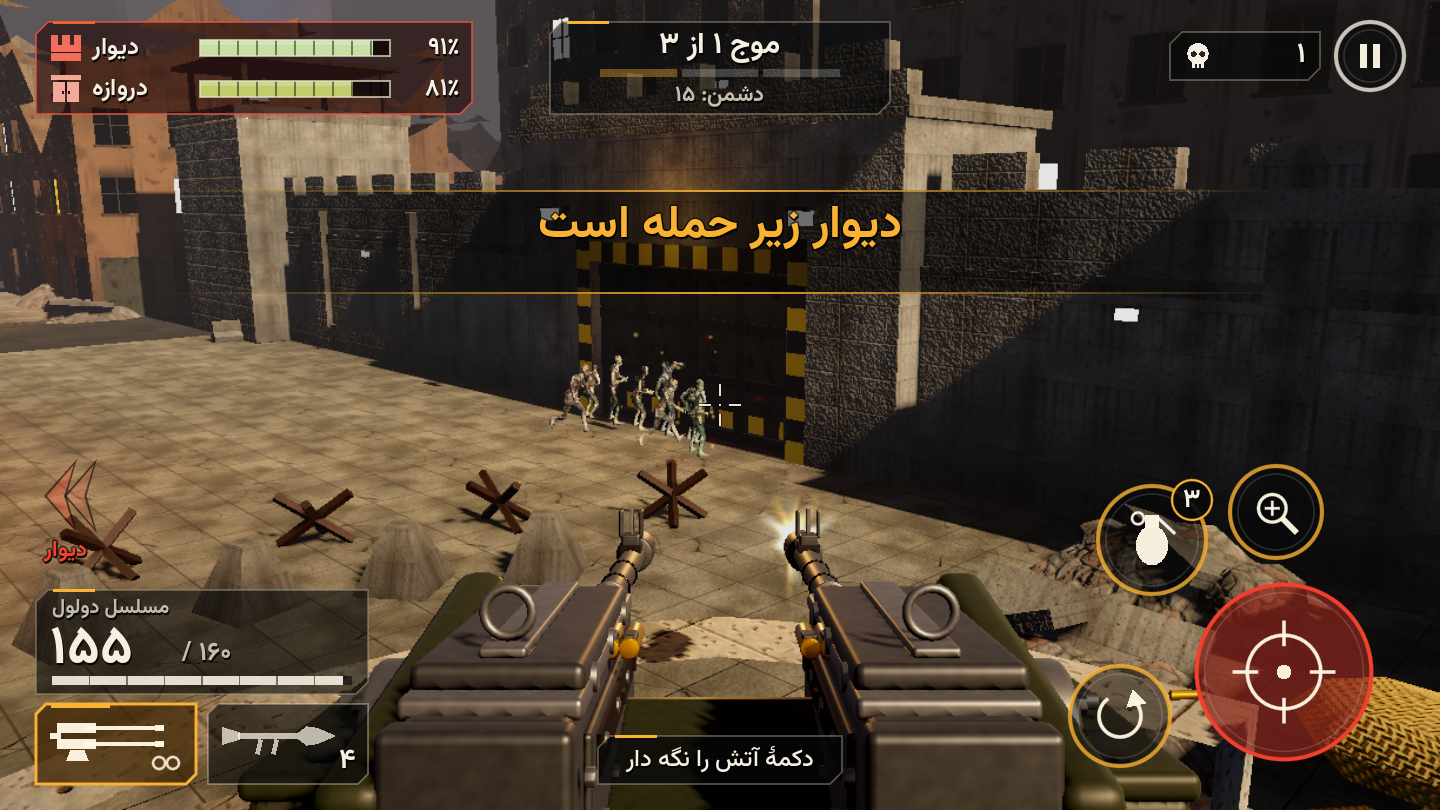 دیوار ۹۱٪
دروازه ۸۱٪
موج ۱ از ۳
دشمن: ۱۵
۱
دیوار زیر حمله است
۳
دیوار
مسلسل دولول
۱۵۵ / ۱۶۰
∞
۴
دکمهٔ آتش را نگه دار